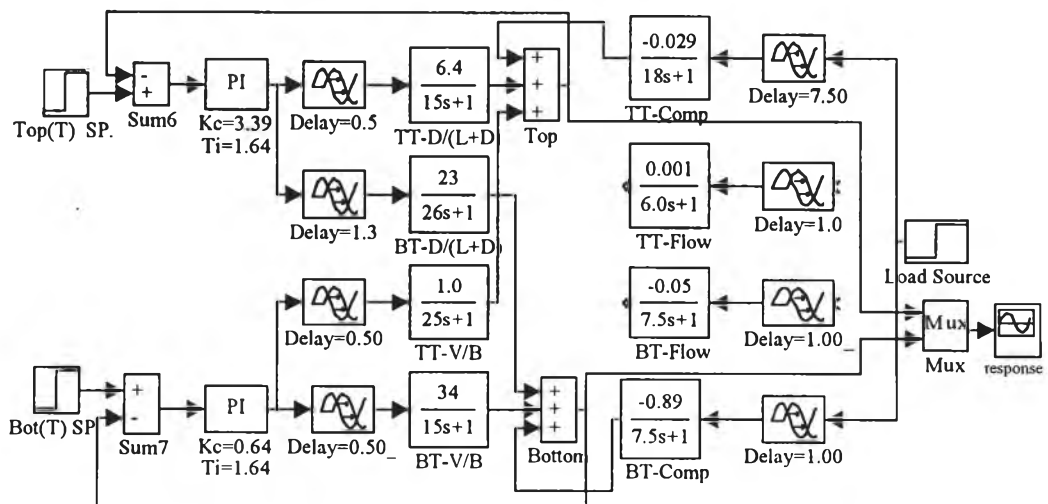 -0.029
18s+1
TT-Comp
Delay=7.50
6.4
15s+1
TT-D/(L+D)
Delay=0.5
PI
Kc=3.39
Ti=1.64
-
+
Sum6
Top(T) SP.
+
+
+
Top
23
26s+1
BT-D/(L+D)
Delay=1.3
0.001
6.0s+1
TT-Flow
Delay=1.0
Load Source
1.0
25s+1
TT-V/B
Delay=0.50
-0.05
7.5s+1
BT-Flow
Delay=1.00_
Mux
Mux
response
Bot(T) SP
+
-
Sum7
PI
Kc=0.64
Ti=1.64
Delay=0.50_
34
15s+1
BT-V/B
+
+
+
Bottom
-0.89
7.5s+1
BT-Comp
Delay=1.00